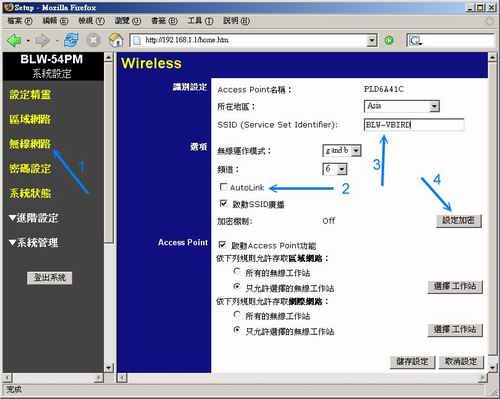 Setup - Mozilla Firefox
檔案(F) 編輯(E) 檢視(V) 瀏覽(G) 書籤(B) 工具(T) 說明(H)
http://192.168.1.1/home.htm
BLW-54PM
系統設定
設定精靈
區域網路
無線網路
密碼設定
系統狀態
▼進階設定
▼系統管理
登出系統
Wireless
識別設定
Access Point名稱： PLD6A41C
所在地區： Asia
SSID (Service Set Identifier): BLW-VBIRD
選項
無線運作模式： g and b
頻道： 6
AutoLink
啟動SSID廣播
加密機制: Off
設定加密
Access Point
啟動Access Point功能
依下列規則允許存取區域網路：
所有的無線工作站
只允許選擇的無線工作站
選擇 工作站
依下列規則允許存取網際網路：
所有的無線工作站
只允許選擇的無線工作站
選擇 工作站
儲存設定 取消設定
1
2
3
4
完成